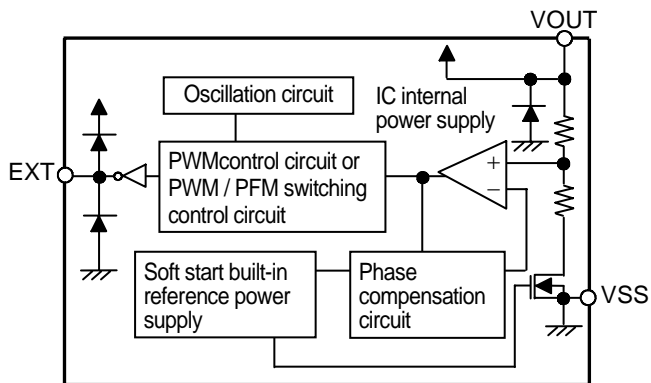 VOUT
Oscillation circuit
IC internal
power supply
EXT
PWMcontrol circuit or
PWM / PFM switching
control circuit
+
−
Soft start built-in
reference power
supply
Phase
compensation
circuit
VSS